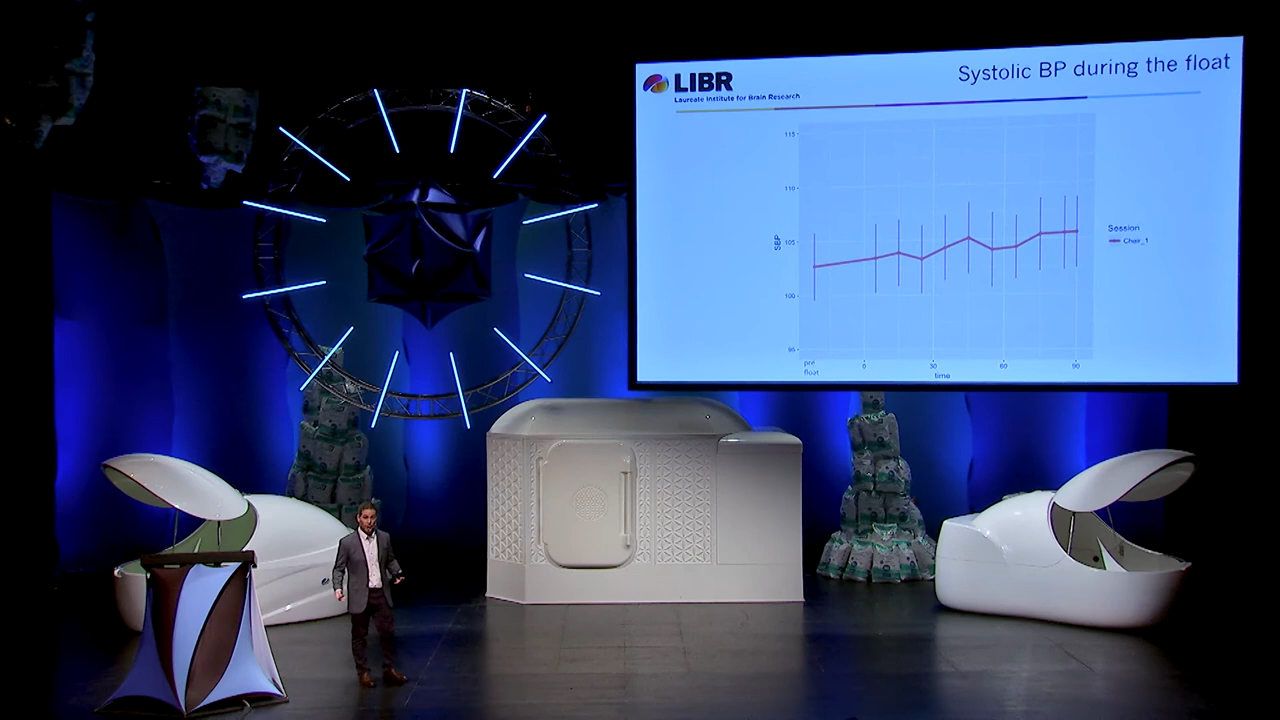 LIBR
Laureate Institute for Brain Research
Systolic BP during the float
115
110
105
100
95
SBP
pre
float
0
30
60
90
time
Session
Chair_1